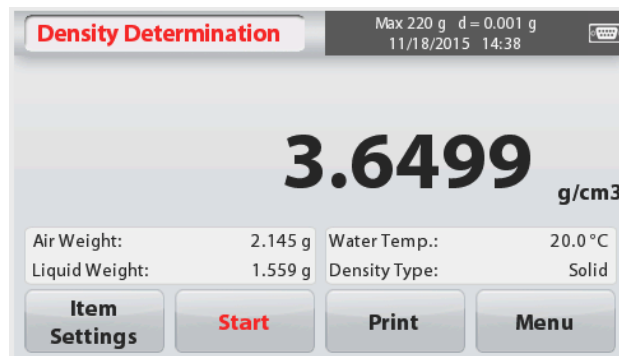 Density Determination
Max 220 g d = 0.001 g
11/18/2015 14:38
3.6499
g/cm3
Air Weight: 2.145 g Water Temp.: 20.0 °C
Liquid Weight: 1.559 g Density Type: Solid
Item Settings
Start
Print
Menu